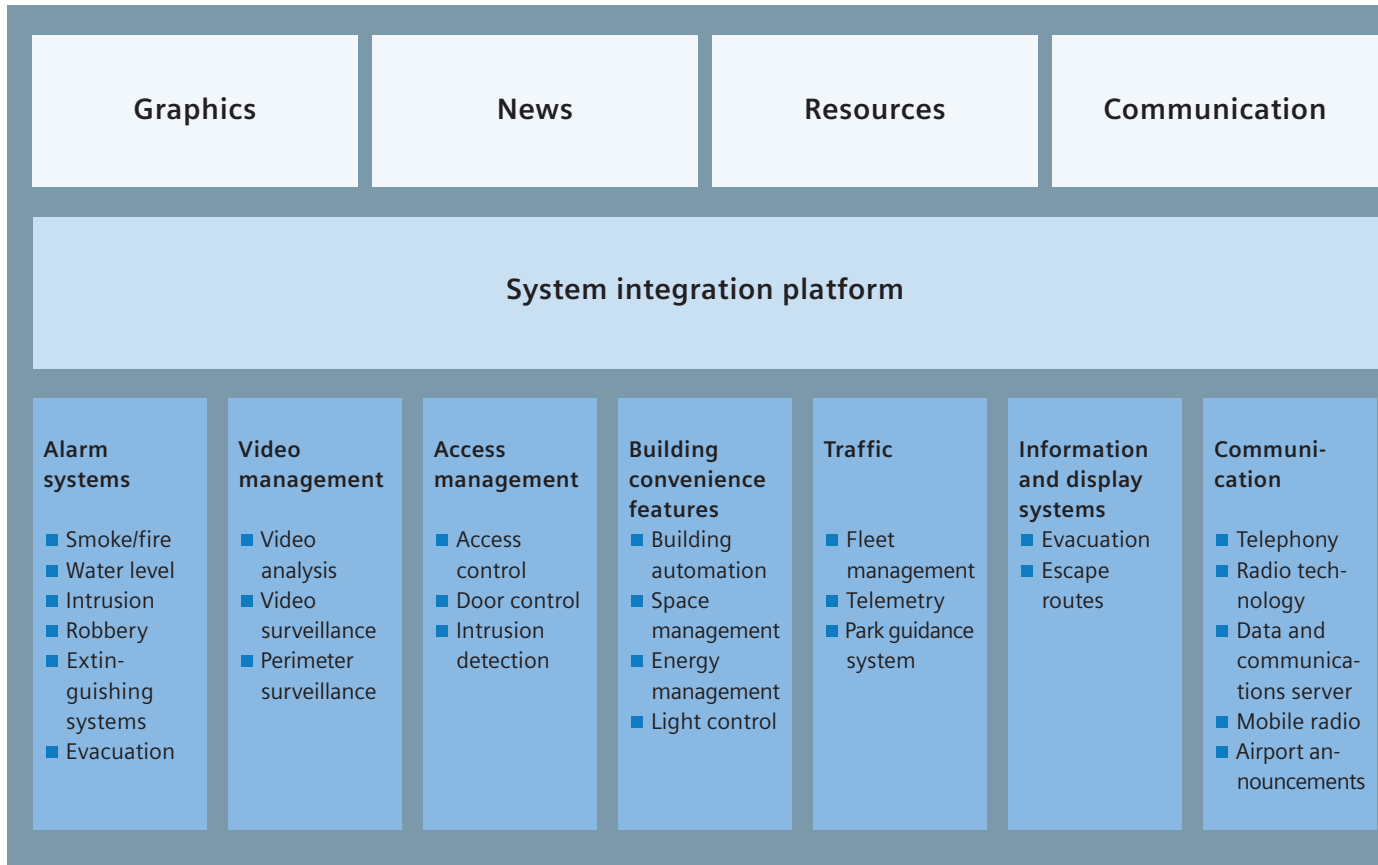 Graphics
News
Resources
Communication
System integration platform
Alarm
systems
Smoke/fire
Water level
Intrusion
Robbery
Extin-
guishing
systems
Evacuation
Video
management
Video
analysis
Video
surveillance
Perimeter
surveillance
Access
management
Access
control
Door control
Intrusion
detection
Building
convenience
features
Building
automation
Space
management
Energy
management
Light control
Traffic
Fleet
management
Telemetry
Park guidance
system
Information
and display
systems
Evacuation
Escape
routes
Communi-
cation
Telephony
Radio tech-
nology
Data and
communica-
tions server
Mobile radio
Airport an-
nouncements